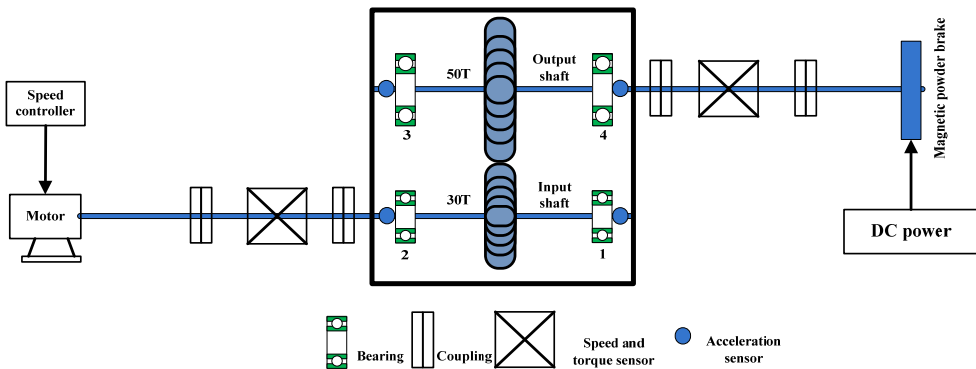 Speed
controller
Motor
50T
Output
shaft
3
4
30T
Input
shaft
2
1
Magnetic powder brake
DC power
Bearing
Coupling
Speed and
torque sensor
Acceleration
sensor